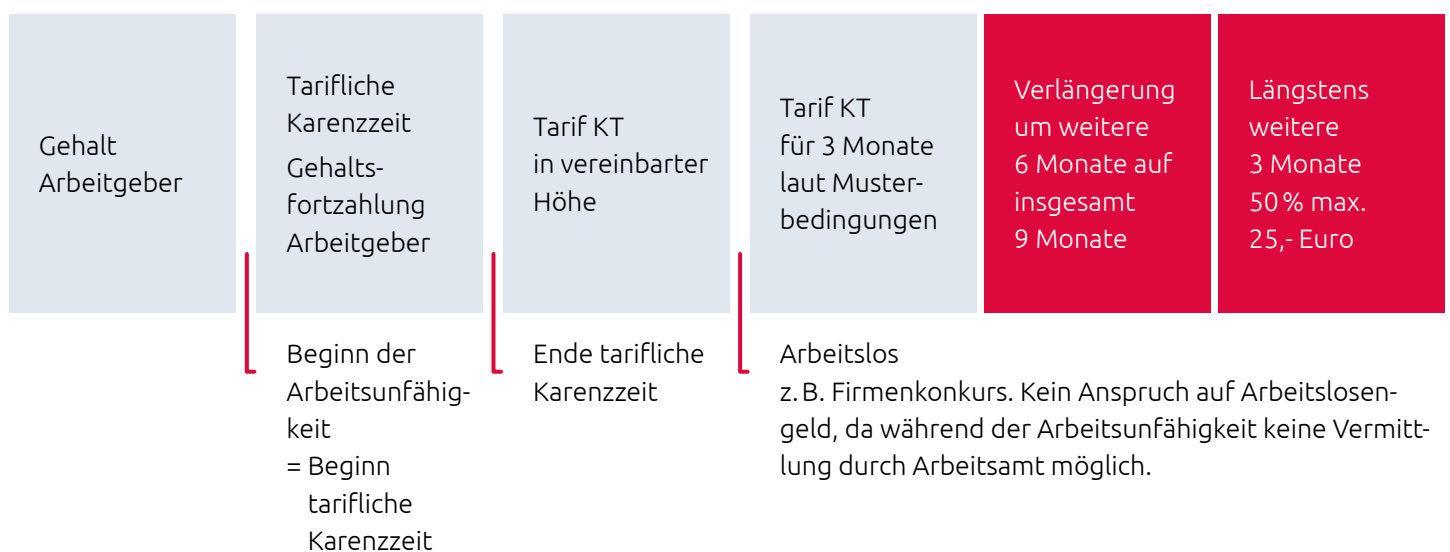 Gehalt
Arbeitgeber
Tarifliche
Karenzzeit
Gehalts-
fortzahlung
Arbeitgeber
Tarif KT
in vereinbarter
Höhe
Tarif KT
für 3 Monate
laut Muster-
bedingungen
Verlängerung
um weitere
6 Monate auf
insgesamt
9 Monate
Längstens
weitere
3 Monate
50 % max.
25,- Euro
Beginn der
Arbeitsunfähig-
keit
= Beginn
tarifliche
Karenzzeit
Ende tarifliche
Karenzzeit
Arbeitslos
z. B. Firmenkonkurs. Kein Anspruch auf Arbeitslosen-
geld, da während der Arbeitsunfähigkeit keine Vermitt-
lung durch Arbeitsamt möglich.